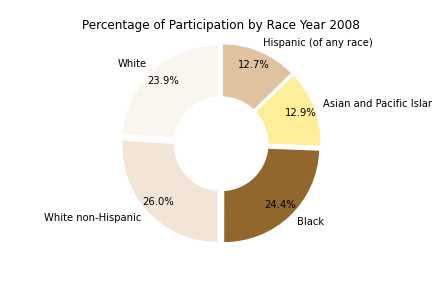 Percentage of Participation by Race Year 2008
Hispanic (of any race)
12.7%
White
23.9%
Asian and Pacific
12.9%
White non-Hispanic
26.0%
Black
24.4%